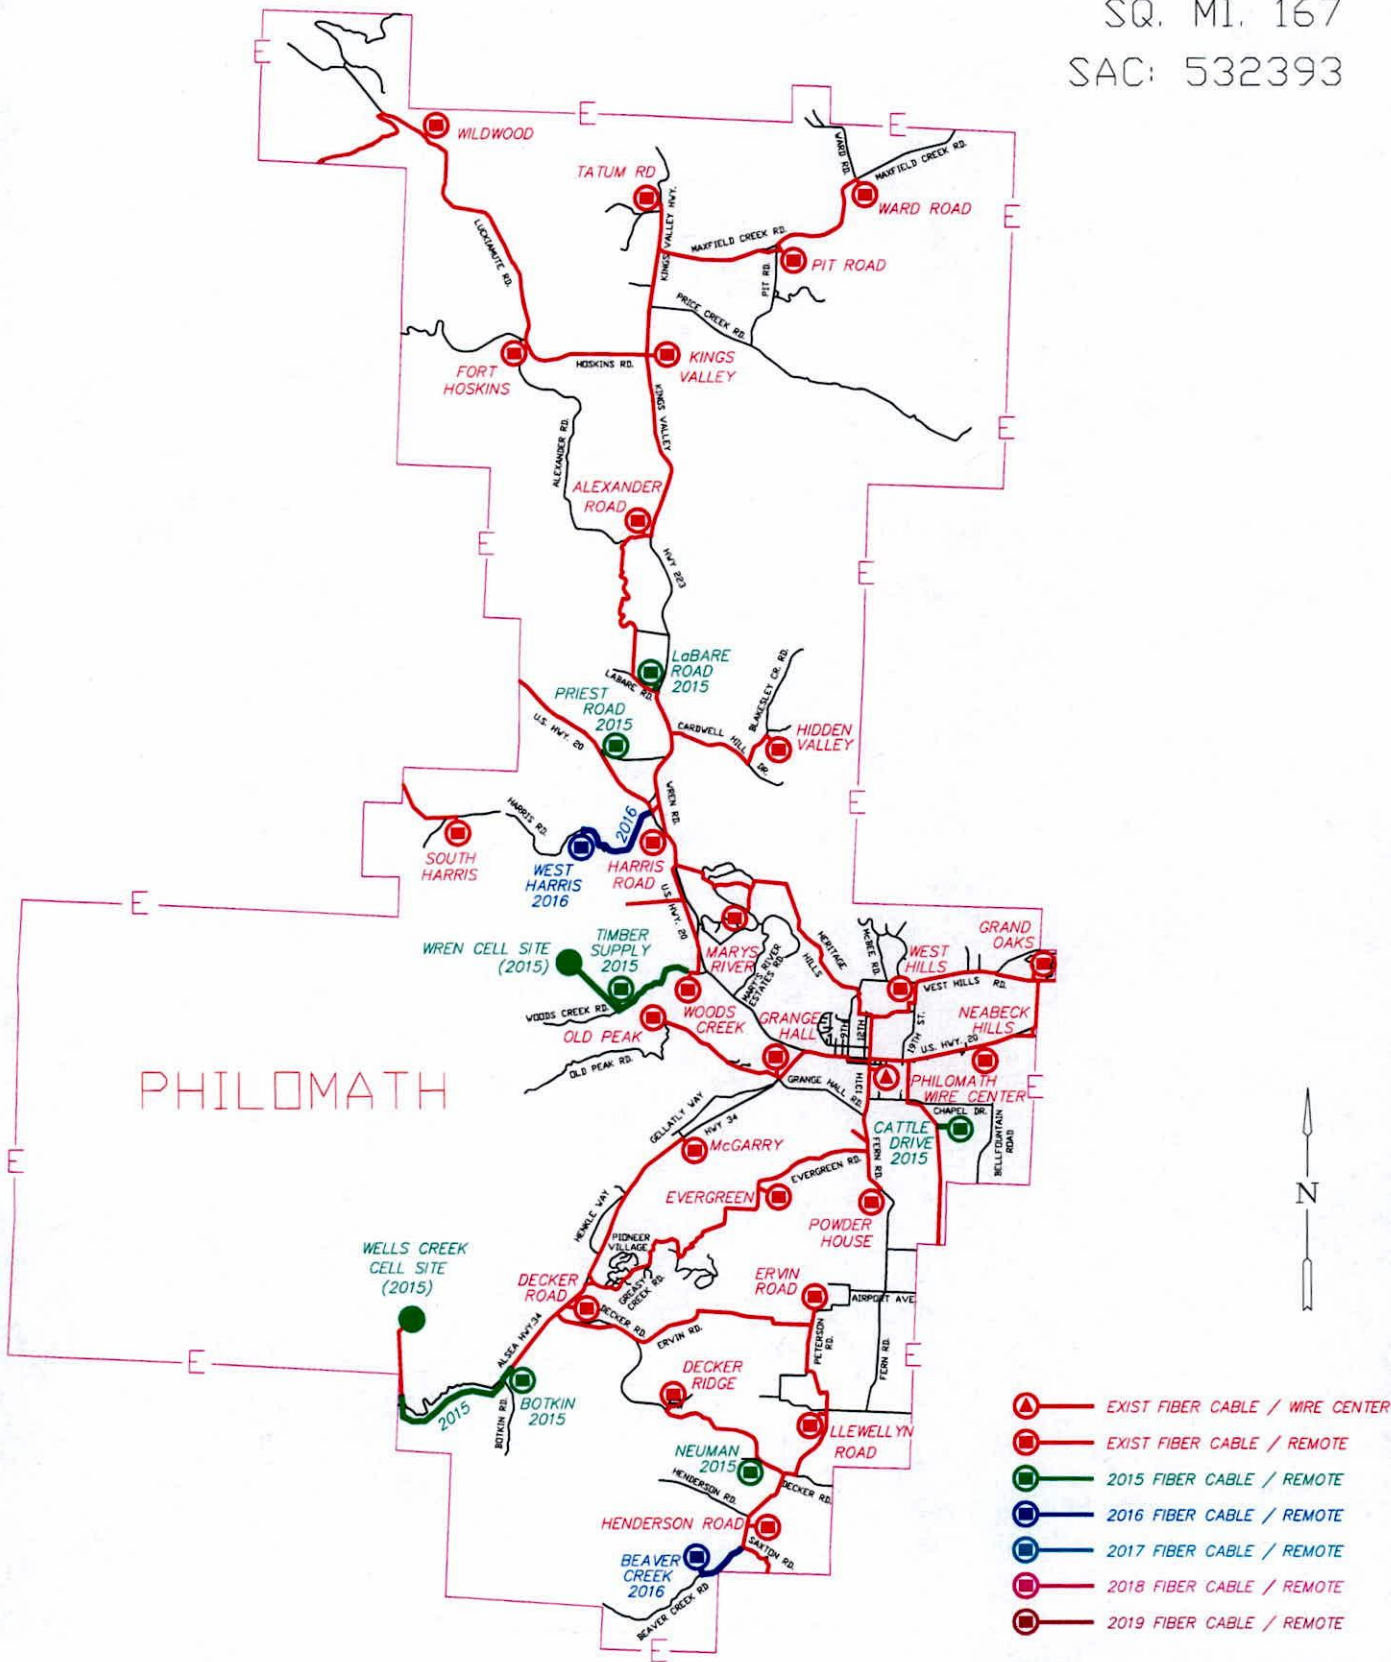 SQ. MI. 167
SAC: 532393
E
E
E
WILDWOOD
TATUM RD
WARD RD.
MAXFIELD CREEK RD.
WARD ROAD
KINGS VALLEY HWY.
MAXFIELD CREEK RD.
E
LUCKIAMUTE RD.
PIT ROAD
PIT RD.
PRICE CREEK RD.
FORT
HOSKINS
HOSKINS RD.
KINGS
VALLEY
KINGS VALLEY
E
ALEXANDER RD.
ALEXANDER
ROAD
E
HWY 223
E
LaBARE
ROAD
2015
LABARE RD.
PRIEST
ROAD
2015
U.S. HWY. 20
CARDWELL HILL DR.
BLAKESLEY CR. RD.
HIDDEN
VALLEY
WREN RD.
E
HARRIS RD.
2016
SOUTH
HARRIS
WEST
HARRIS
2016
HARRIS
ROAD
U.S. HWY. 20
E
WREN CELL SITE
(2015)
TIMBER
SUPPLY
2015
MARYS
RIVER
MARY'S RIVER
ESTATES RD.
HERITAGE
HILLS
McBEE RD.
WEST
HILLS
GRAND
OAKS
WEST HILLS RD.
WOODS CREEK RD.
WOODS
CREEK
OLD PEAK
OLD PEAK RD.
GRANGE
HALL
9TH
12TH
19TH ST.
NEABECK
HILLS
U.S. HWY. 20
PHILOMATH
GRANGE HALL RD.
13TH
PHILOMATH
WIRE CENTER
E
CHAPEL DR.
CATTLE
DRIVE
2015
BELLFOUNTAIN
ROAD
GELLATLY WAY
HWY 34
McGARRY
FERN RD.
E
EVERGREEN RD.
EVERGREEN
POWDER
HOUSE
HENKLE WAY
N
PIONEER
VILLAGE
WELLS CREEK
CELL SITE
(2015)
DECKER
ROAD
GREASY
CREEK RD.
ERVIN
ROAD
AIRPORT AVE
DECKER RD.
ERVIN RD.
PETERSON
RD.
FERN RD.
E
ALSEA HWY.34
E
DECKER
RIDGE
2015
BOTKIN RD.
BOTKIN
2015
LLEWELLYN
ROAD
NEUMAN
2015
HENDERSON RD.
DECKER RD.
HENDERSON ROAD
SAXTON RD.
BEAVER
CREEK
2016
BEAVER CREEK RD
E
EXIST FIBER CABLE / WIRE CENTER
EXIST FIBER CABLE / REMOTE
2015 FIBER CABLE / REMOTE
2016 FIBER CABLE / REMOTE
2017 FIBER CABLE / REMOTE
2018 FIBER CABLE / REMOTE
2019 FIBER CABLE / REMOTE